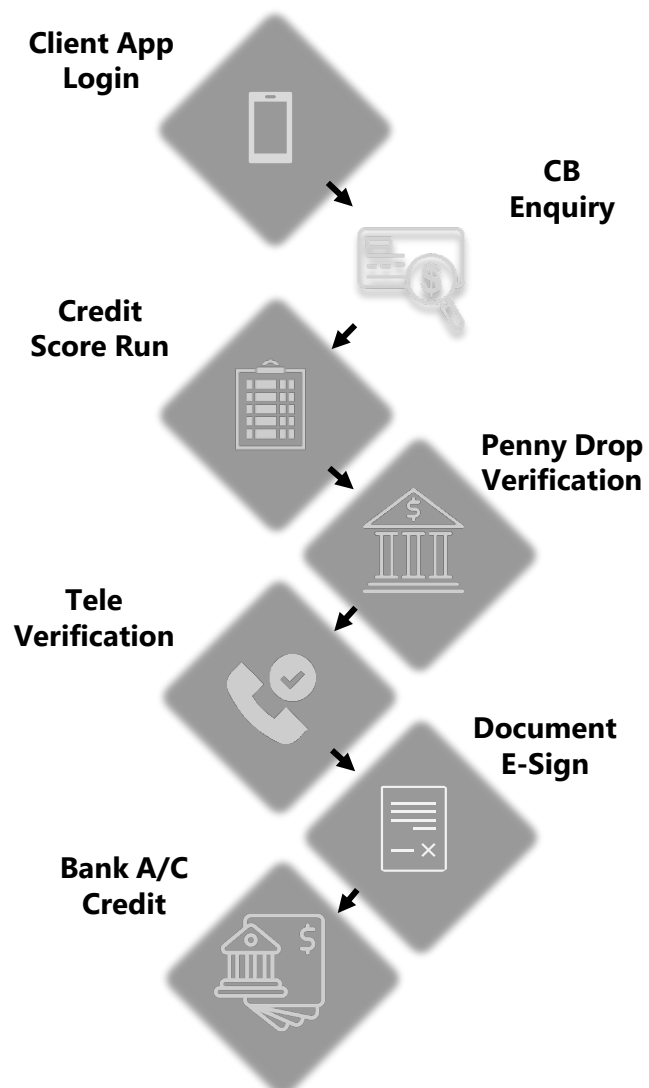 Client App
Login
CB
Enquiry
Credit
Score Run
Penny Drop
Verification
Tele
Verification
Document
E-Sign
Bank A/C
Credit